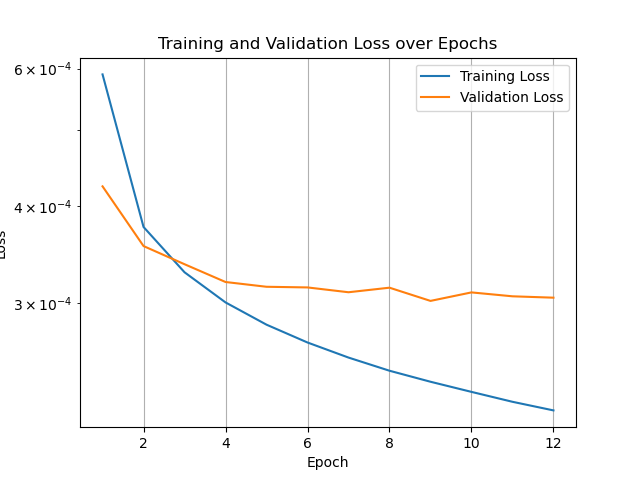 Training and Validation Loss over Epochs
6 × 10⁻⁴
4 × 10⁻⁴
3 × 10⁻⁴
Loss
Training Loss
Validation Loss
2 4 6 8 10 12
Epoch